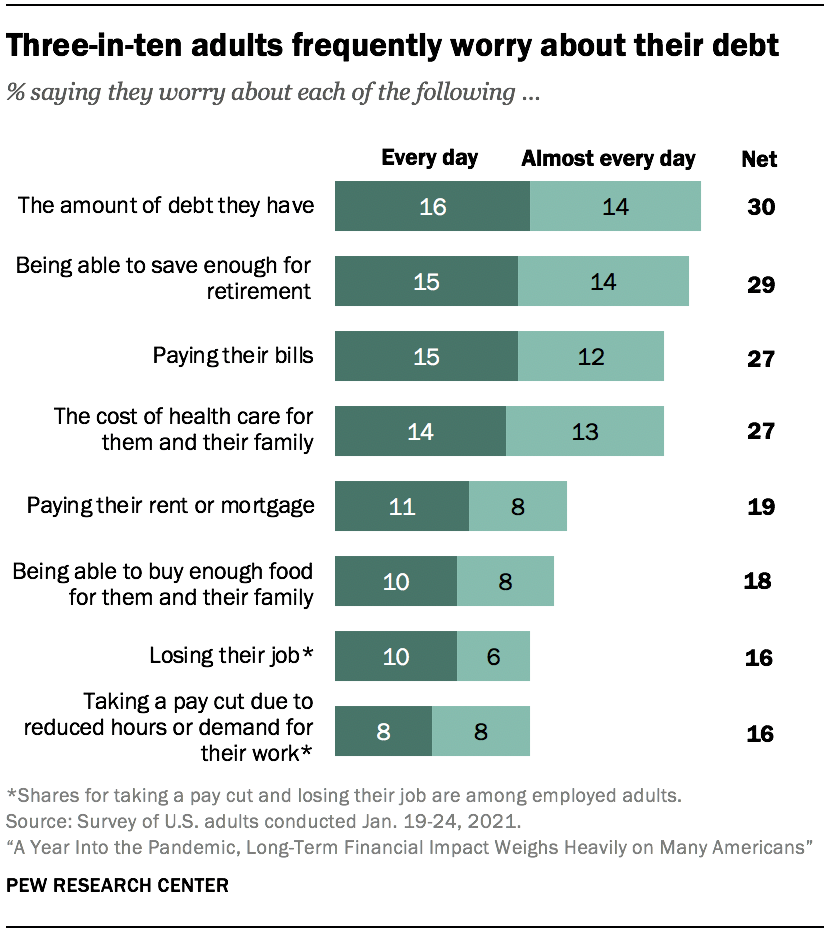 Three-in-ten adults frequently worry about their debt
% saying they worry about each of the following ...
Every day Almost every day Net
The amount of debt they have 16 14 30
Being able to save enough for
retirement 15 14 29
Paying their bills 15 12 27
The cost of health care for
them and their family 14 13 27
Paying their rent or mortgage 11 8 19
Being able to buy enough food
for them and their family 10 8 18
Losing their job* 10 6 16
Taking a pay cut due to
reduced hours or demand for 8 8 16
their work*
*Shares for taking a pay cut and losing their job are among employed adults.
Source: Survey of U.S. adults conducted Jan. 19-24, 2021.
“A Year Into the Pandemic, Long-Term Financial Impact Weighs Heavily on Many Americans”
PEW RESEARCH CENTER